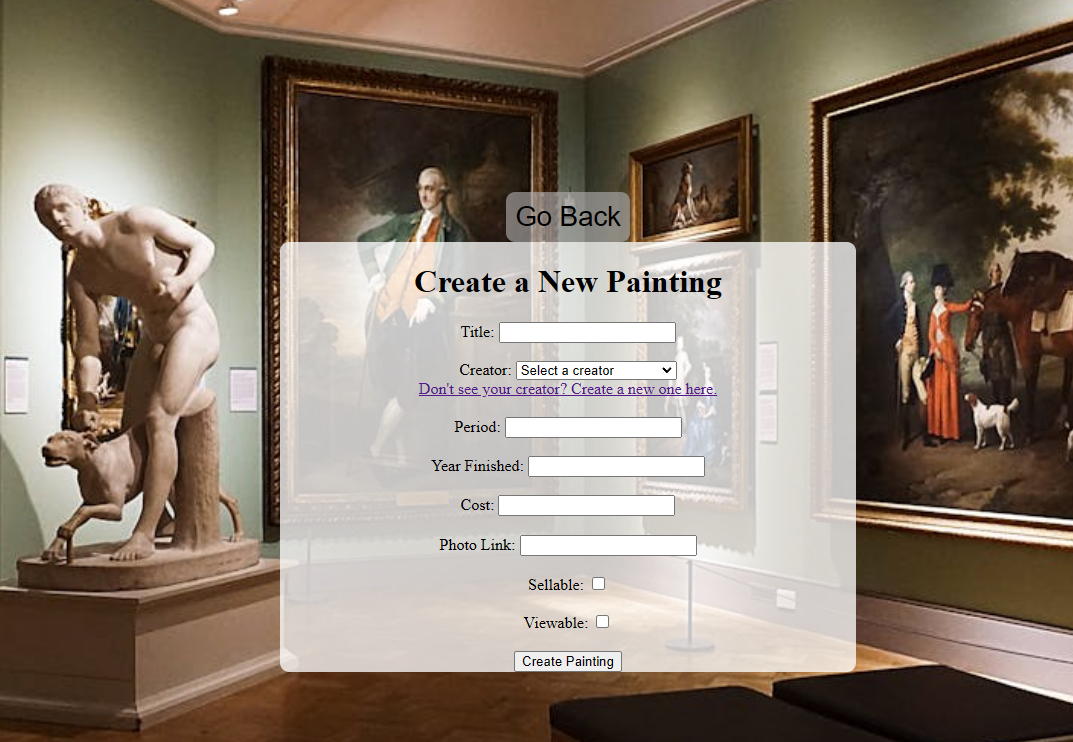 Go Back
Create a New Painting
Title:
Creator: Select a creator
Don't see your creator? Create a new one here.
Period:
Year Finished:
Cost:
Photo Link:
Sellable:
Viewable:
Create Painting